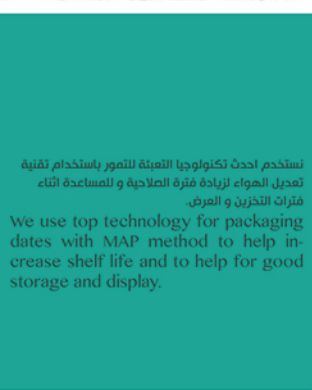 نستخدم احدث تكنولوجيا التعبئة للتمور باستخدام تقنية
تعديل الهواء لزيادة فترة الصلاحية و للمساعدة اثناء
فترات التخزين و العرض.
We use top technology for packaging
dates with MAP method to help in-
crease shelf life and to help for good
storage and display.